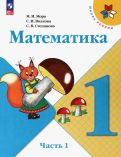 М. И. Моро
С. И. Волкова
С. В. Степанова
Математика
1
Часть 1